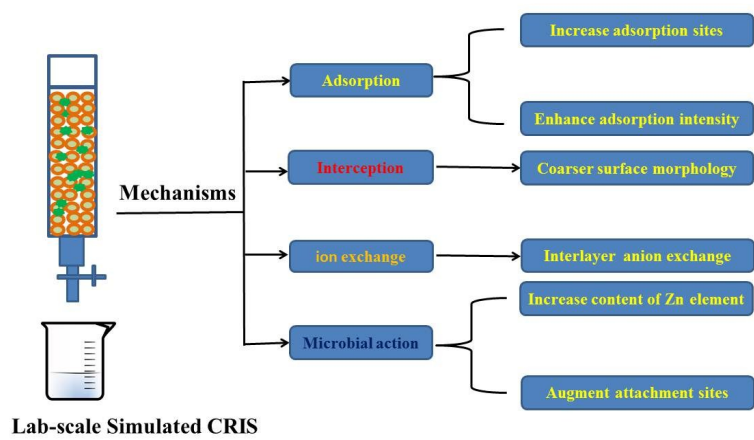 Increase adsorption sites
Adsorption
Enhance adsorption intensity
Mechanisms
Interception
Coarser surface morphology
ion exchange
Interlayer anion exchange
Increase content of Zn element
Microbial action
Augment attachment sites
Lab-scale Simulated CRIS